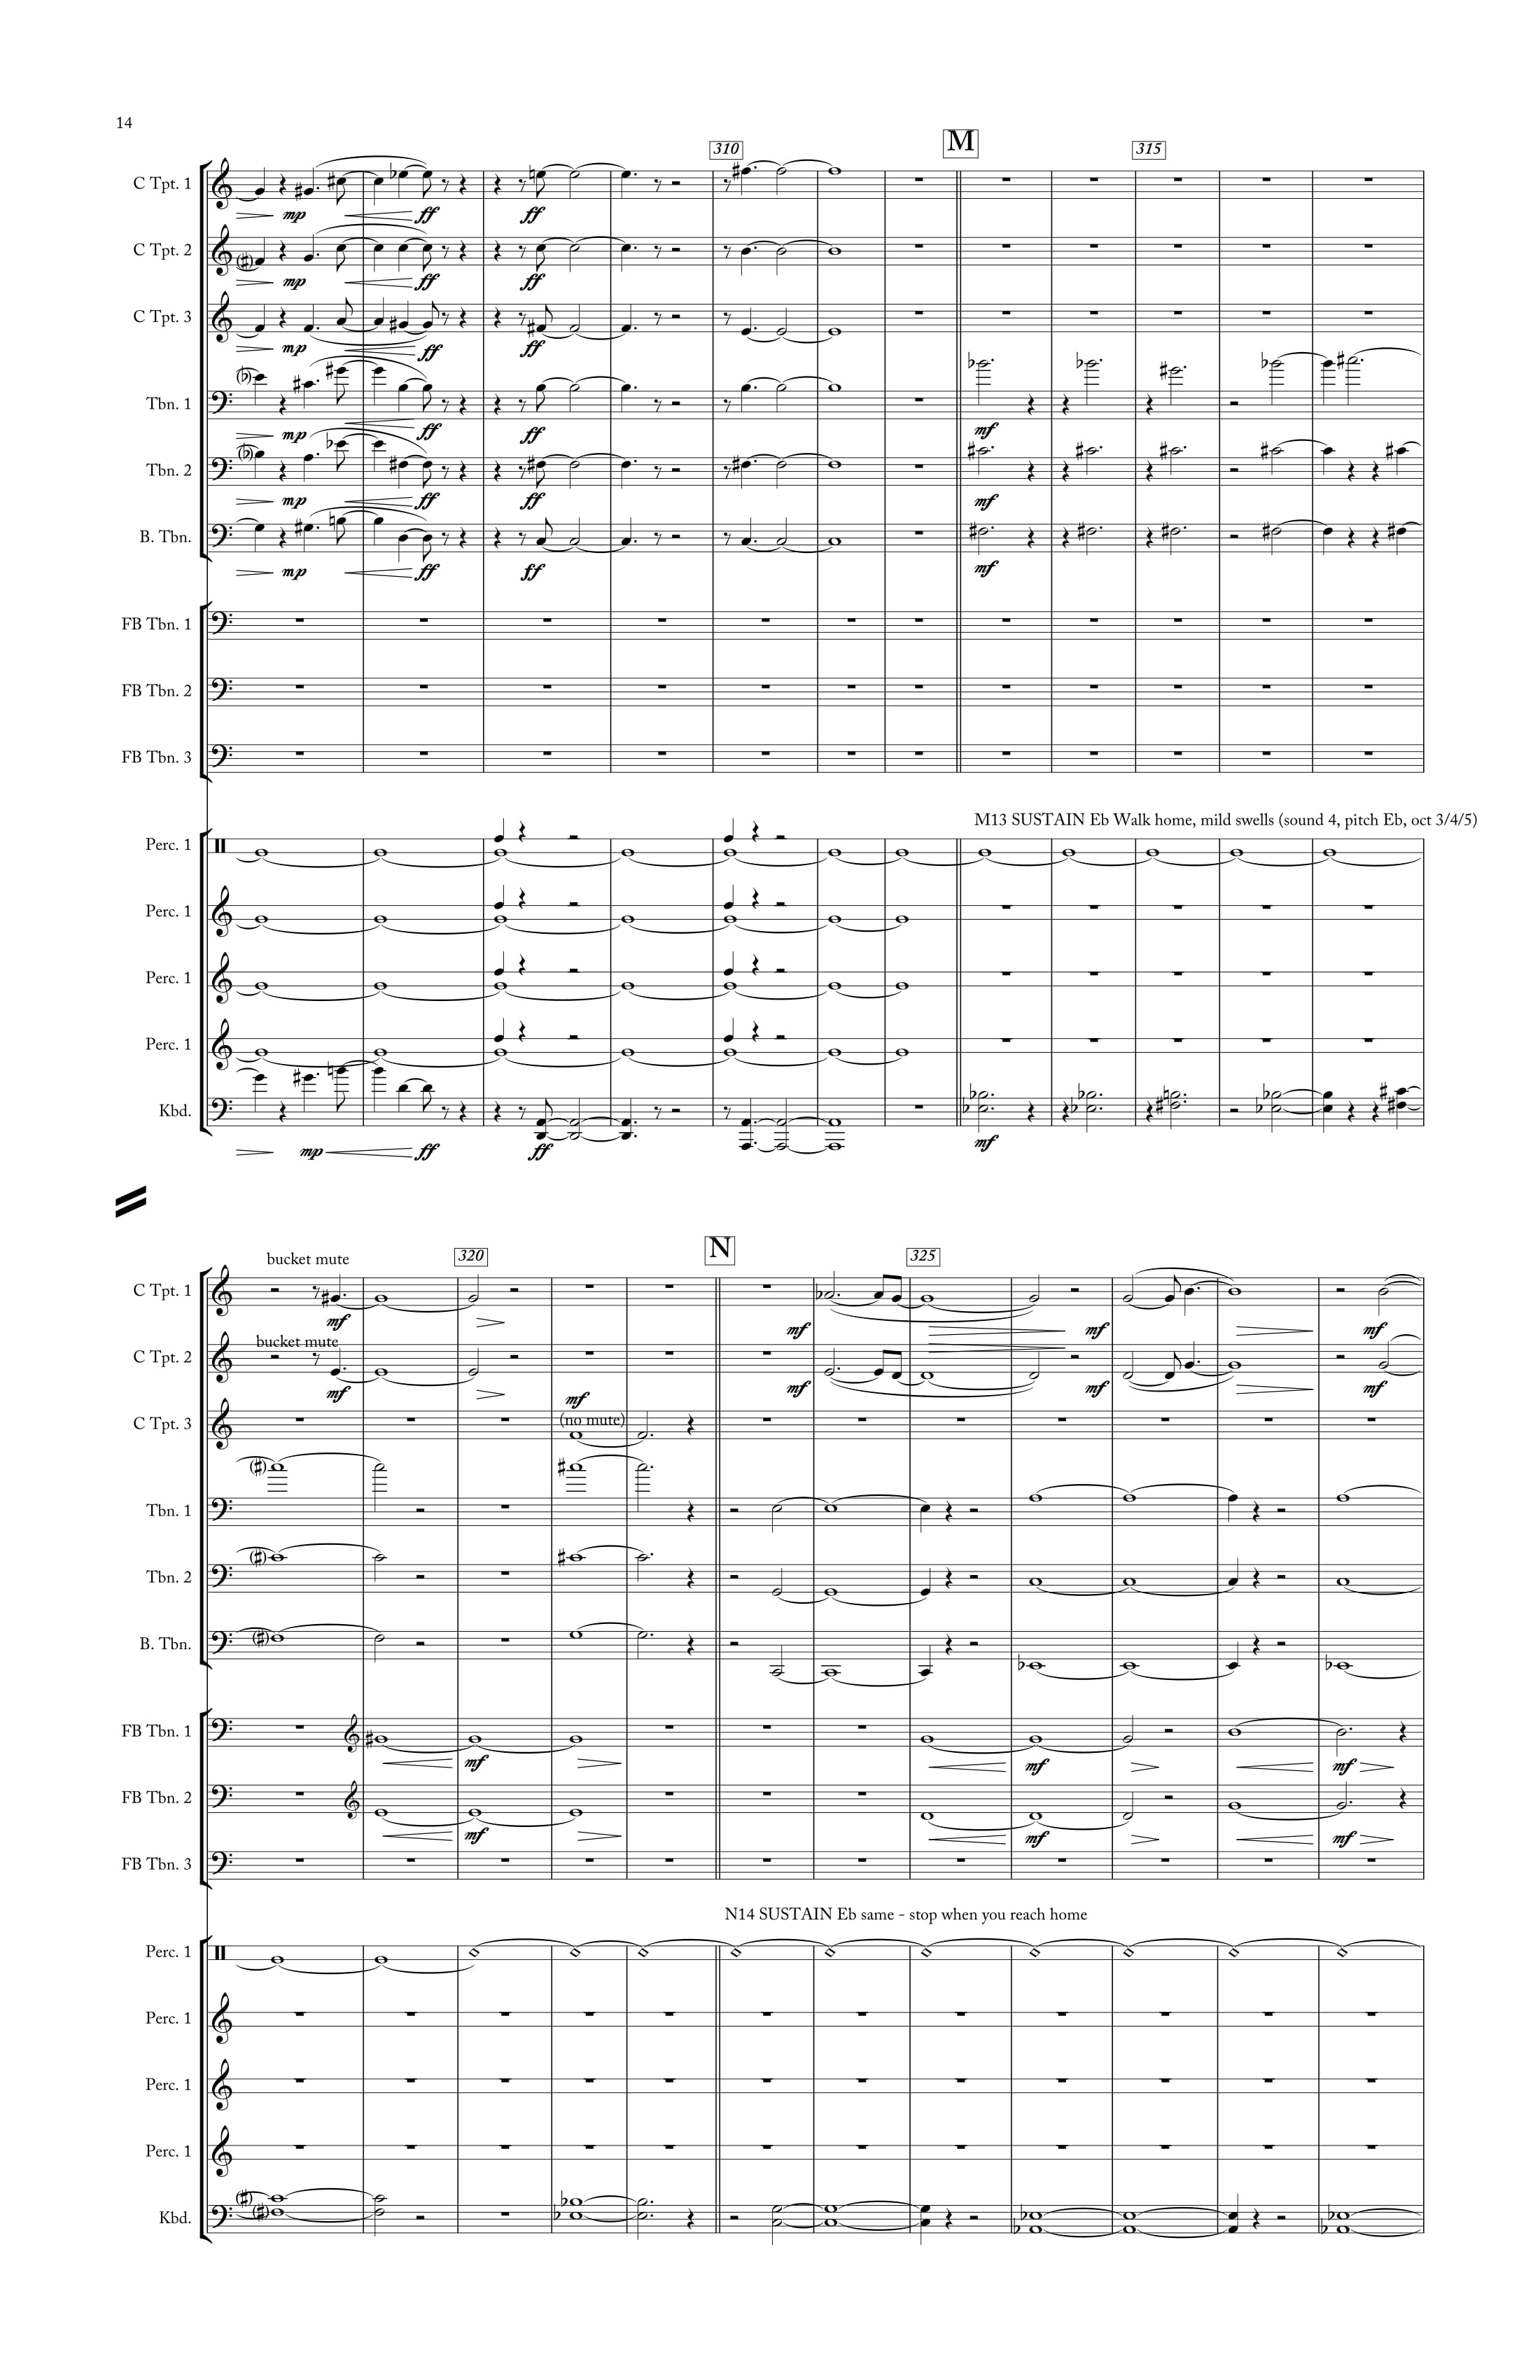 14
310
M
315
C Tpt. 1
mp ff ff
C Tpt. 2
mp ff ff
C Tpt. 3
mp ff ff
Tbn. 1
mp ff ff mf
Tbn. 2
mp ff ff mf
B. Tbn.
mp ff ff mf
FB Tbn. 1
FB Tbn. 2
FB Tbn. 3
M13 SUSTAIN Eb Walk home, mild swells (sound 4, pitch Eb, oct 3/4/5)
Perc. 1
Perc. 1
Perc. 1
Perc. 1
Kbd.
mp ff ff mf
320
N
325
bucket mute
C Tpt. 1
mf mf mf mf
bucket mute
C Tpt. 2
mf mf mf mf
mf
(no mute)
C Tpt. 3
Tbn. 1
Tbn. 2
B. Tbn.
FB Tbn. 1
mf mf mf
FB Tbn. 2
mf mf mf
FB Tbn. 3
N14 SUSTAIN Eb same - stop when you reach home
Perc. 1
Perc. 1
Perc. 1
Perc. 1
Kbd.